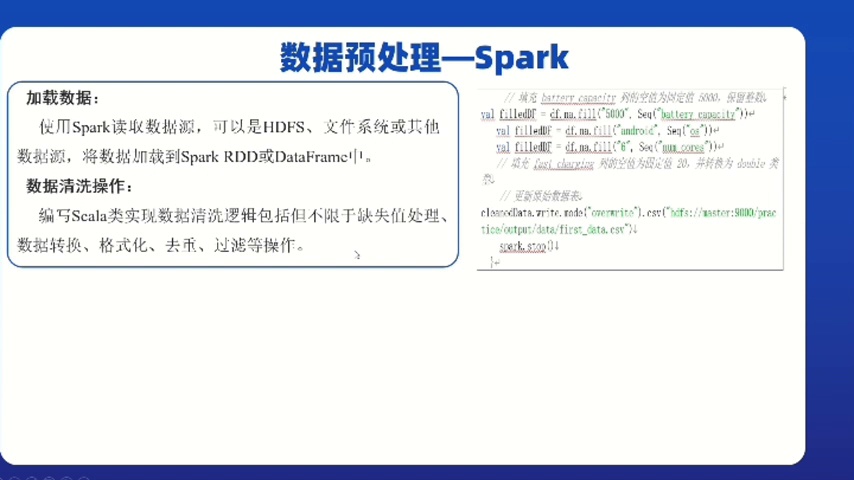 数据预处理—Spark
加载数据：
使用Spark读取数据源，可以是HDFS、文件系统或其他
数据源，将数据加载到Spark RDD或DataFrame中。
数据清洗操作：
编写Scala类实现数据清洗逻辑包括但不限于缺失值处理、
数据转换、格式化、去重、过滤等操作。
// 填充 battery_capacity 列的空值为固定值 5000，保留整数。
val filledDF = df.na.fill("5000", Seq("battery_capacity"))
val filledDF = df.na.fill("android", Seq("os"))
val filledDF = df.na.fill("6", Seq("num_cores"))
// 填充 fast_charging 列的空值为固定值 20，并转换为 double 类
型。
// 更新原始数据表。
cleanedData.write.mode("overwrite").csv("hdfs://master:9000/prac
tice/output/data/first_data.csv")
spark.stop()
}